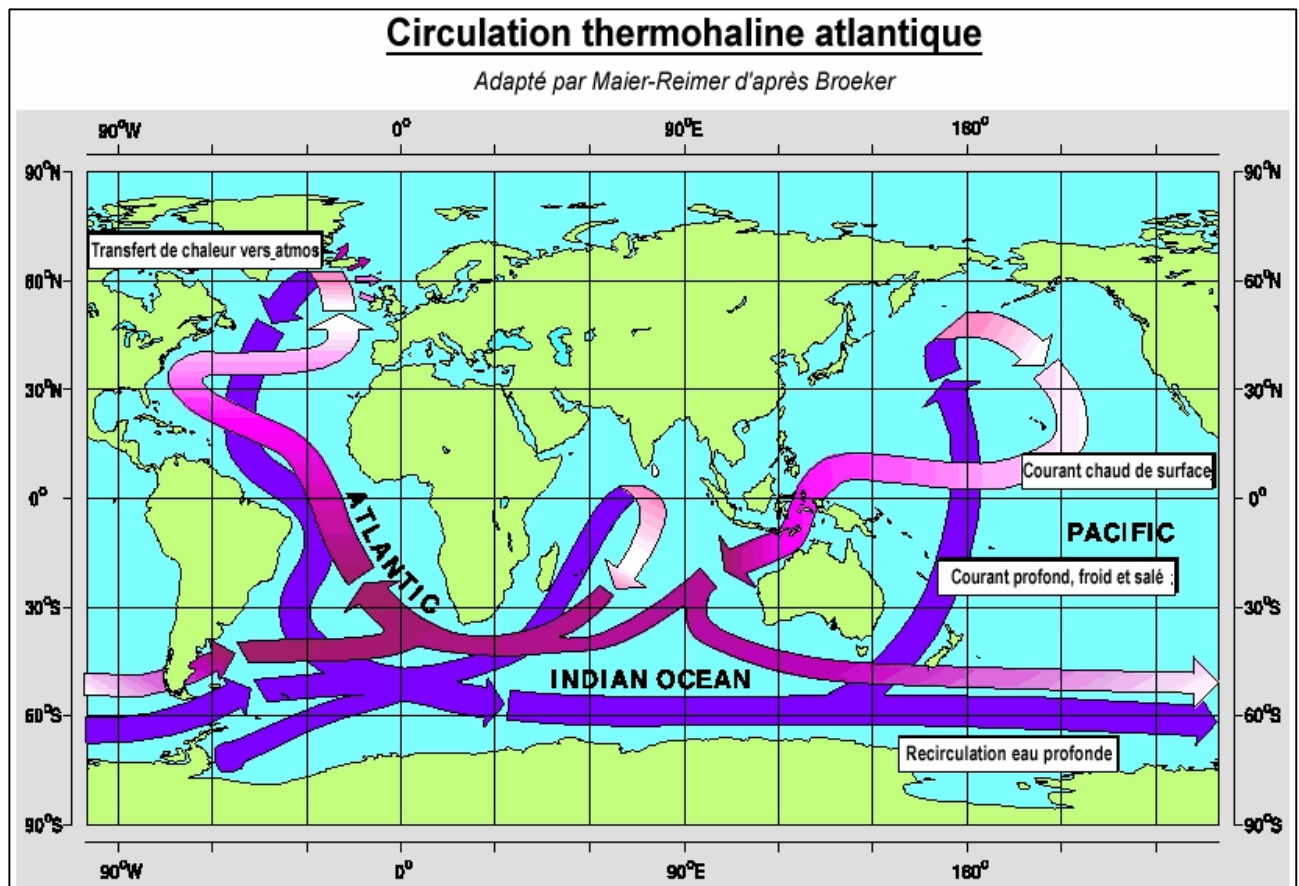 Circulation thermohaline atlantique
Adapté par Maier-Reimer d'après Broeker
90°W 0° 90°E 180°
90°N 90°N
Transfert de chaleur vers atmos
60°N 60°N
30°N 30°N
Courant chaud de surface
0° 0°
ATLANTIC
PACIFIC
Courant profond, froid et salé :
30°S 30°S
INDIAN OCEAN
60°S 60°S
Recirculation eau profonde
90°S 90°S
90°W 0° 90°E 180°